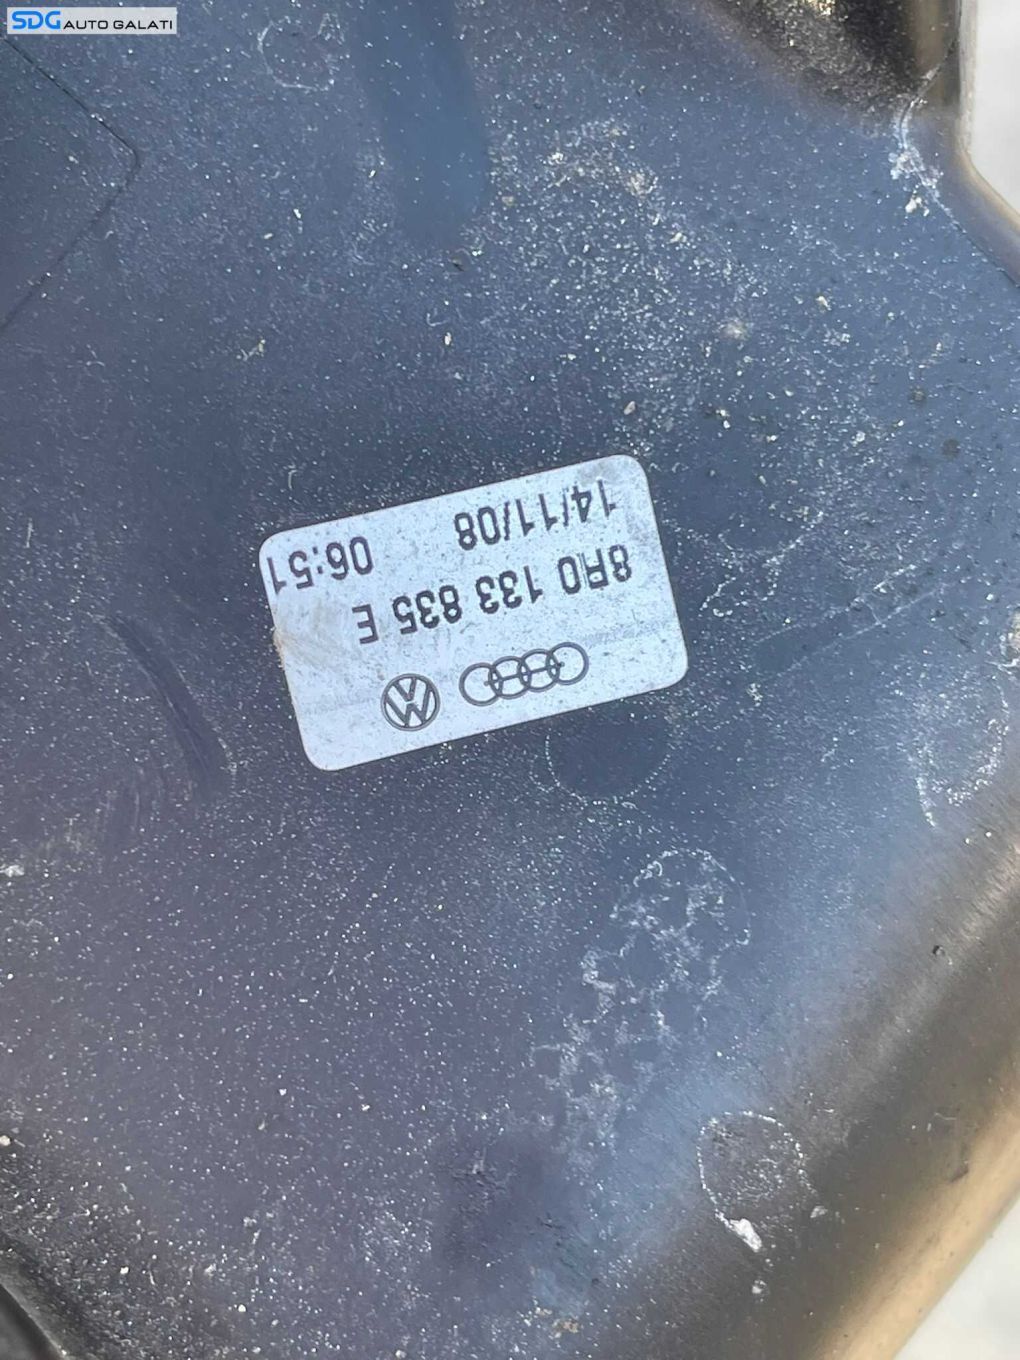 SDG AUTO GALATI
8R0 133 835 E
14/11/08 06:51